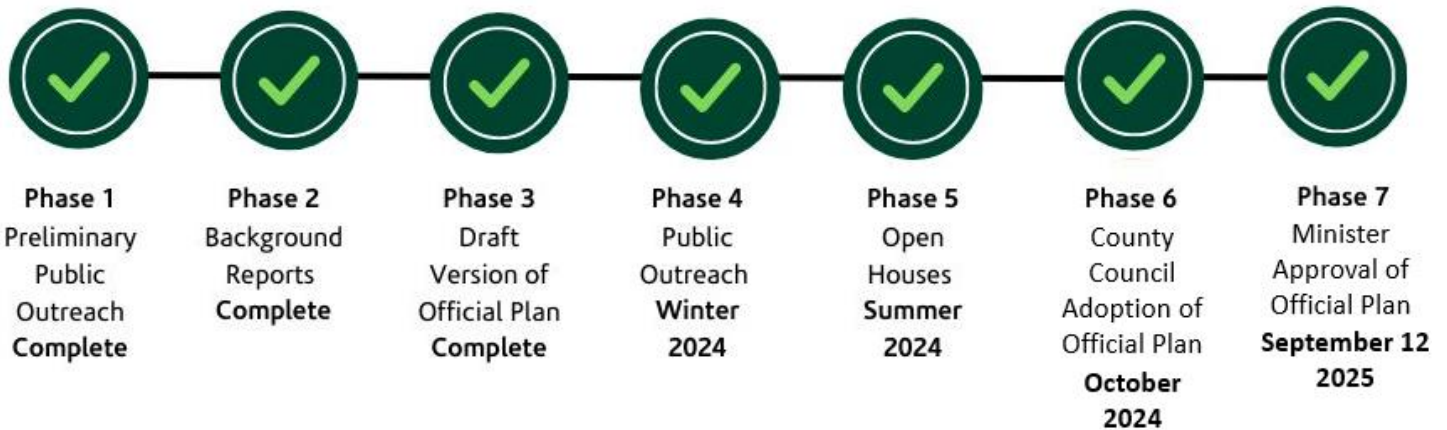 Phase 1
Preliminary
Public
Outreach
Complete
Phase 2
Background
Reports
Complete
Phase 3
Draft
Version of
Official Plan
Complete
Phase 4
Public
Outreach
Winter
2024
Phase 5
Open
Houses
Summer
2024
Phase 6
County
Council
Adoption of
Official Plan
October
2024
Phase 7
Minister
Approval of
Official Plan
September 12
2025